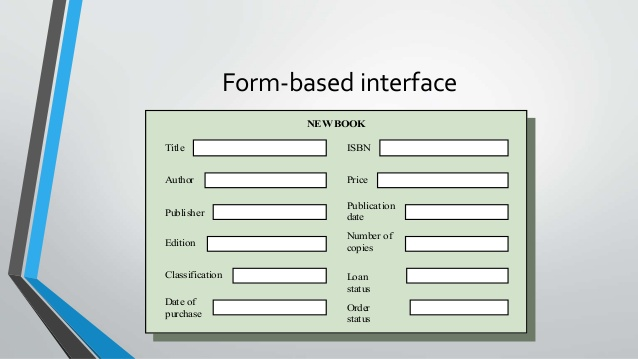 Form-based interface
NEW BOOK
Title
ISBN
Author
Price
Publisher
Publication
date
Edition
Number of
copies
Classification
Loan
status
Date of
purchase
Order
status